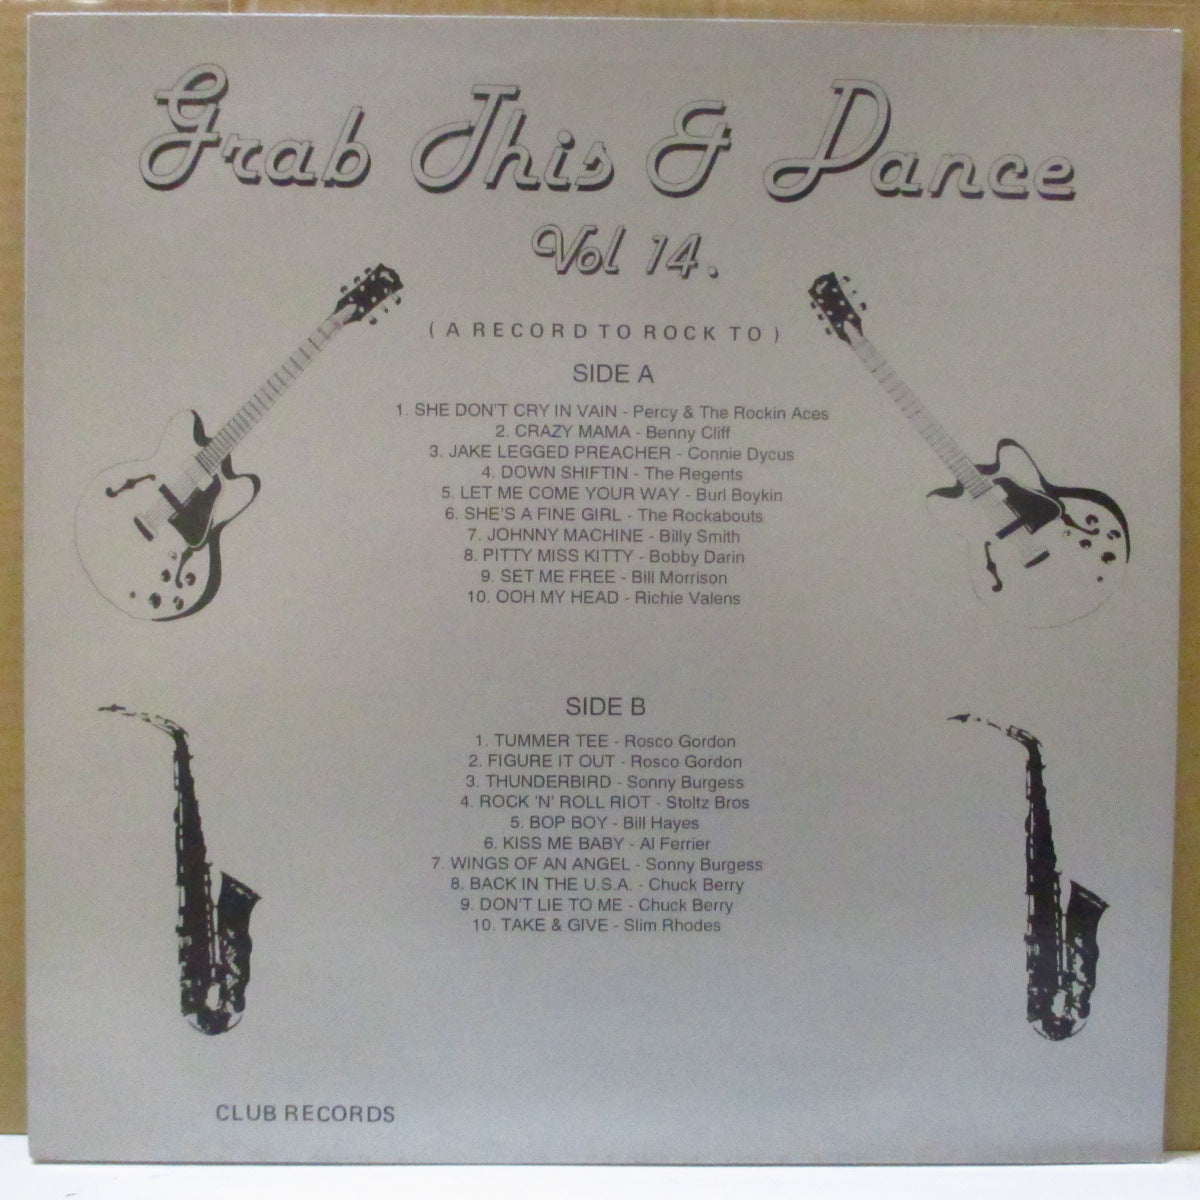 Grab This & Dance
Vol 14.
( A RECORD TO ROCK TO )
SIDE A
1. SHE DON'T CRY IN VAIN - Percy & The Rockin Aces
2. CRAZY MAMA - Benny Cliff
3. JAKE LEGGED PREACHER - Connie Dycus
4. DOWN SHIFTIN - The Regents
5. LET ME COME YOUR WAY - Burl Boykin
6. SHE'S A FINE GIRL - The Rockabouts
7. JOHNNY MACHINE - Billy Smith
8. PITTY MISS KITTY - Bobby Darin
9. SET ME FREE - Bill Morrison
10. OOH MY HEAD - Richie Valens
SIDE B
1. TUMMER TEE - Rosco Gordon
2. FIGURE IT OUT - Rosco Gordon
3. THUNDERBIRD - Sonny Burgess
4. ROCK 'N' ROLL RIOT - Stoltz Bros
5. BOP BOY - Bill Hayes
6. KISS ME BABY - Al Ferrier
7. WINGS OF AN ANGEL - Sonny Burgess
8. BACK IN THE U.S.A. - Chuck Berry
9. DON'T LIE TO ME - Chuck Berry
10. TAKE & GIVE - Slim Rhodes
CLUB RECORDS